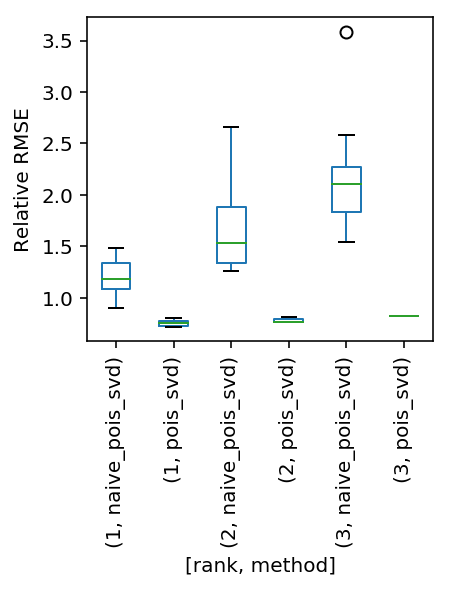 Relative RMSE
3.5
3.0
2.5
2.0
1.5
1.0
(1, naive_pois_svd)
(1, pois_svd)
(2, naive_pois_svd)
(2, pois_svd)
(3, naive_pois_svd)
(3, pois_svd)
[rank, method]